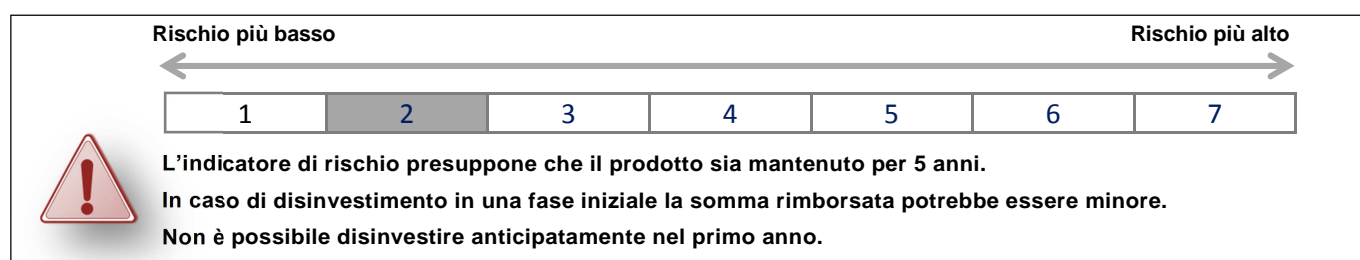 Rischio più basso Rischio più alto
1 2 3 4 5 6 7
L'indicatore di rischio presuppone che il prodotto sia mantenuto per 5 anni.
In caso di disinvestimento in una fase iniziale la somma rimborsata potrebbe essere minore.
Non è possibile disinvestire anticipatamente nel primo anno.